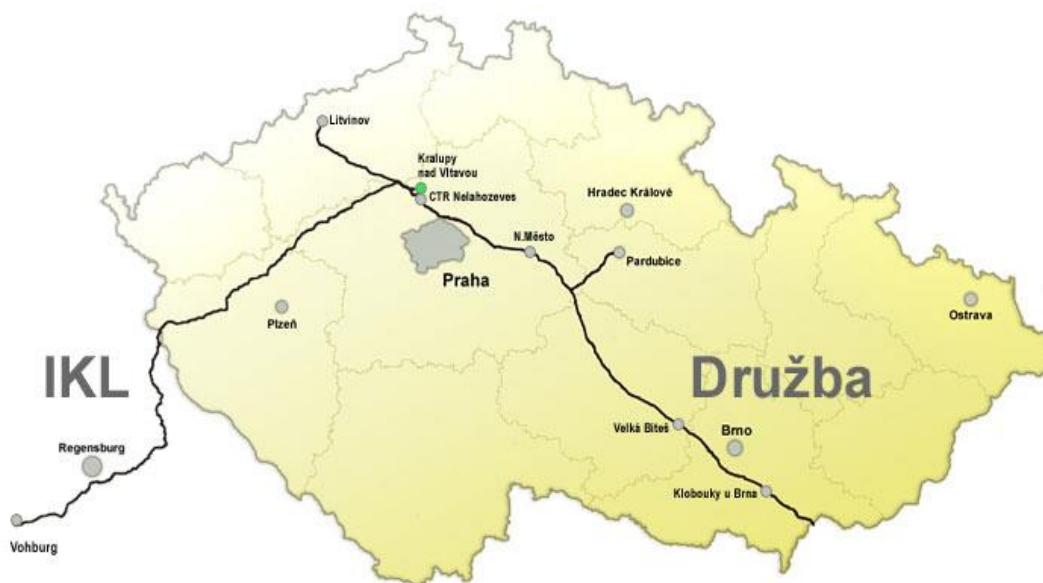 Litvínov
Kralupy
nad Vltavou
CTR Nelahozeves
Hradec Králové
N.Město
Pardubice
Praha
Plzeň
Ostrava
IKL
Družba
Velká Bíteš
Brno
Regensburg
Klobouky u Brna
Vohburg